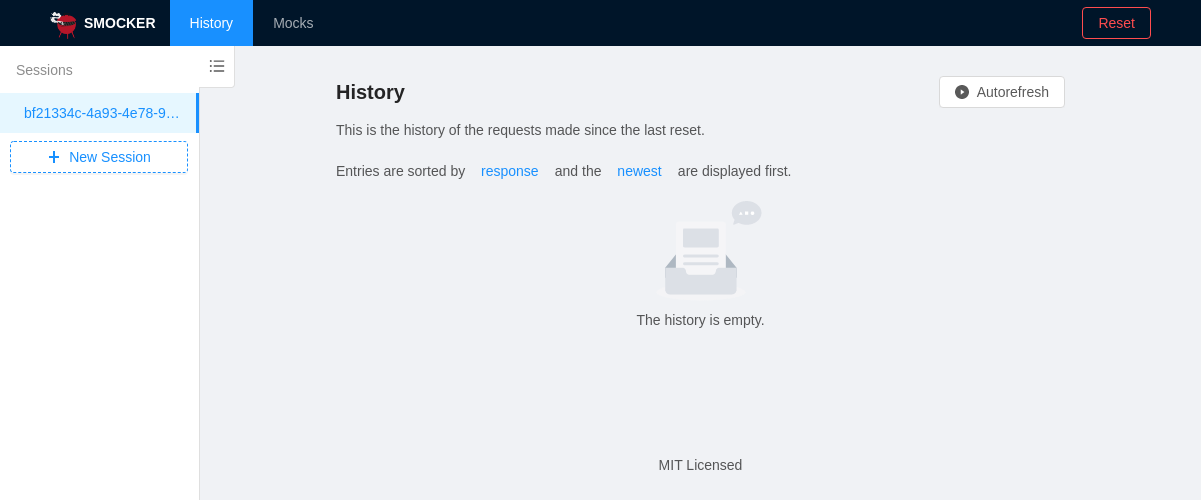 SMOCKER
History
Mocks
Reset
Sessions
bf21334c-4a93-4e78-9…
New Session
History
Autorefresh
This is the history of the requests made since the last reset.
Entries are sorted by response and the newest are displayed first.
The history is empty.
MIT Licensed